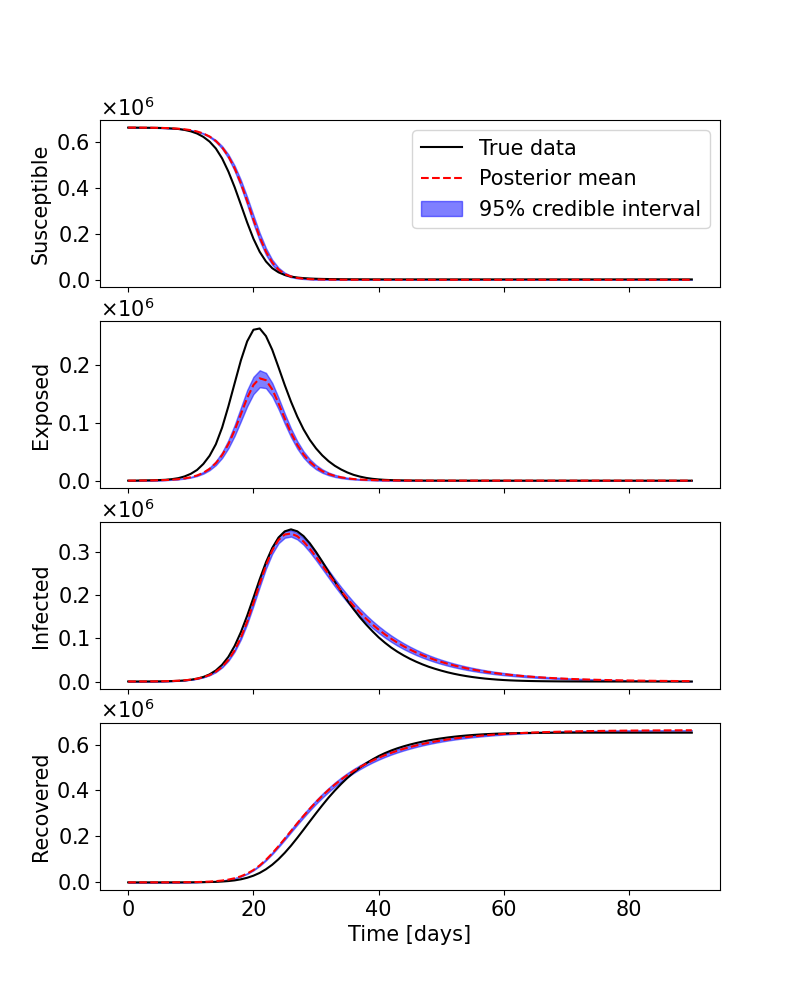 ×10⁶
Susceptible
0.6
0.4
0.2
0.0
True data
Posterior mean
95% credible interval
×10⁶
Exposed
0.2
0.1
0.0
×10⁶
Infected
0.3
0.2
0.1
0.0
×10⁶
Recovered
0.6
0.4
0.2
0.0
0 20 40 60 80
Time [days]